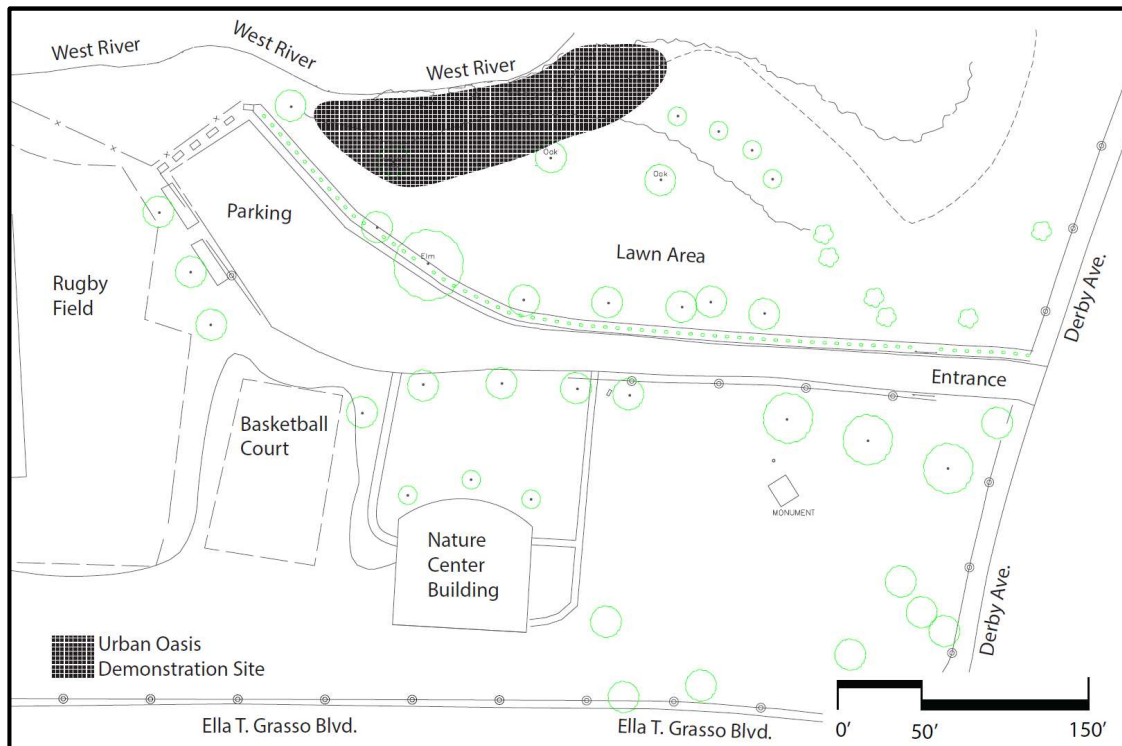 West River
West River
West River
Oak
Oak
Parking
Elm
Lawn Area
Rugby
Field
Derby Ave.
Entrance
Basketball
Court
MONUMENT
Nature
Center
Building
Derby Ave.
Urban Oasis
Demonstration Site
Ella T. Grasso Blvd.
Ella T. Grasso Blvd.
0'
50'
150'